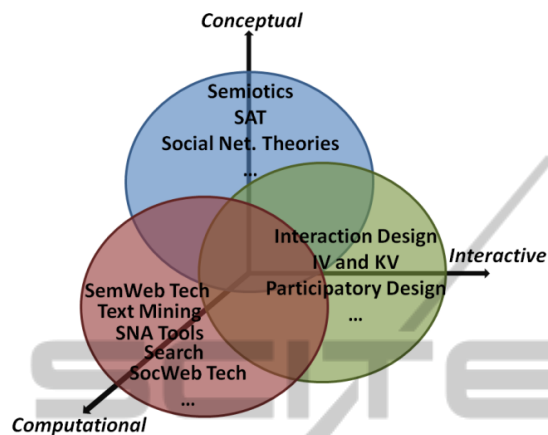 Conceptual
Semiotics
SAT
Social Net. Theories
...
Interaction Design
IV and KV
Participatory Design
...
Interactive
SemWeb Tech
Text Mining
SNA Tools
Search
SocWeb Tech
...
Computational
SCITE